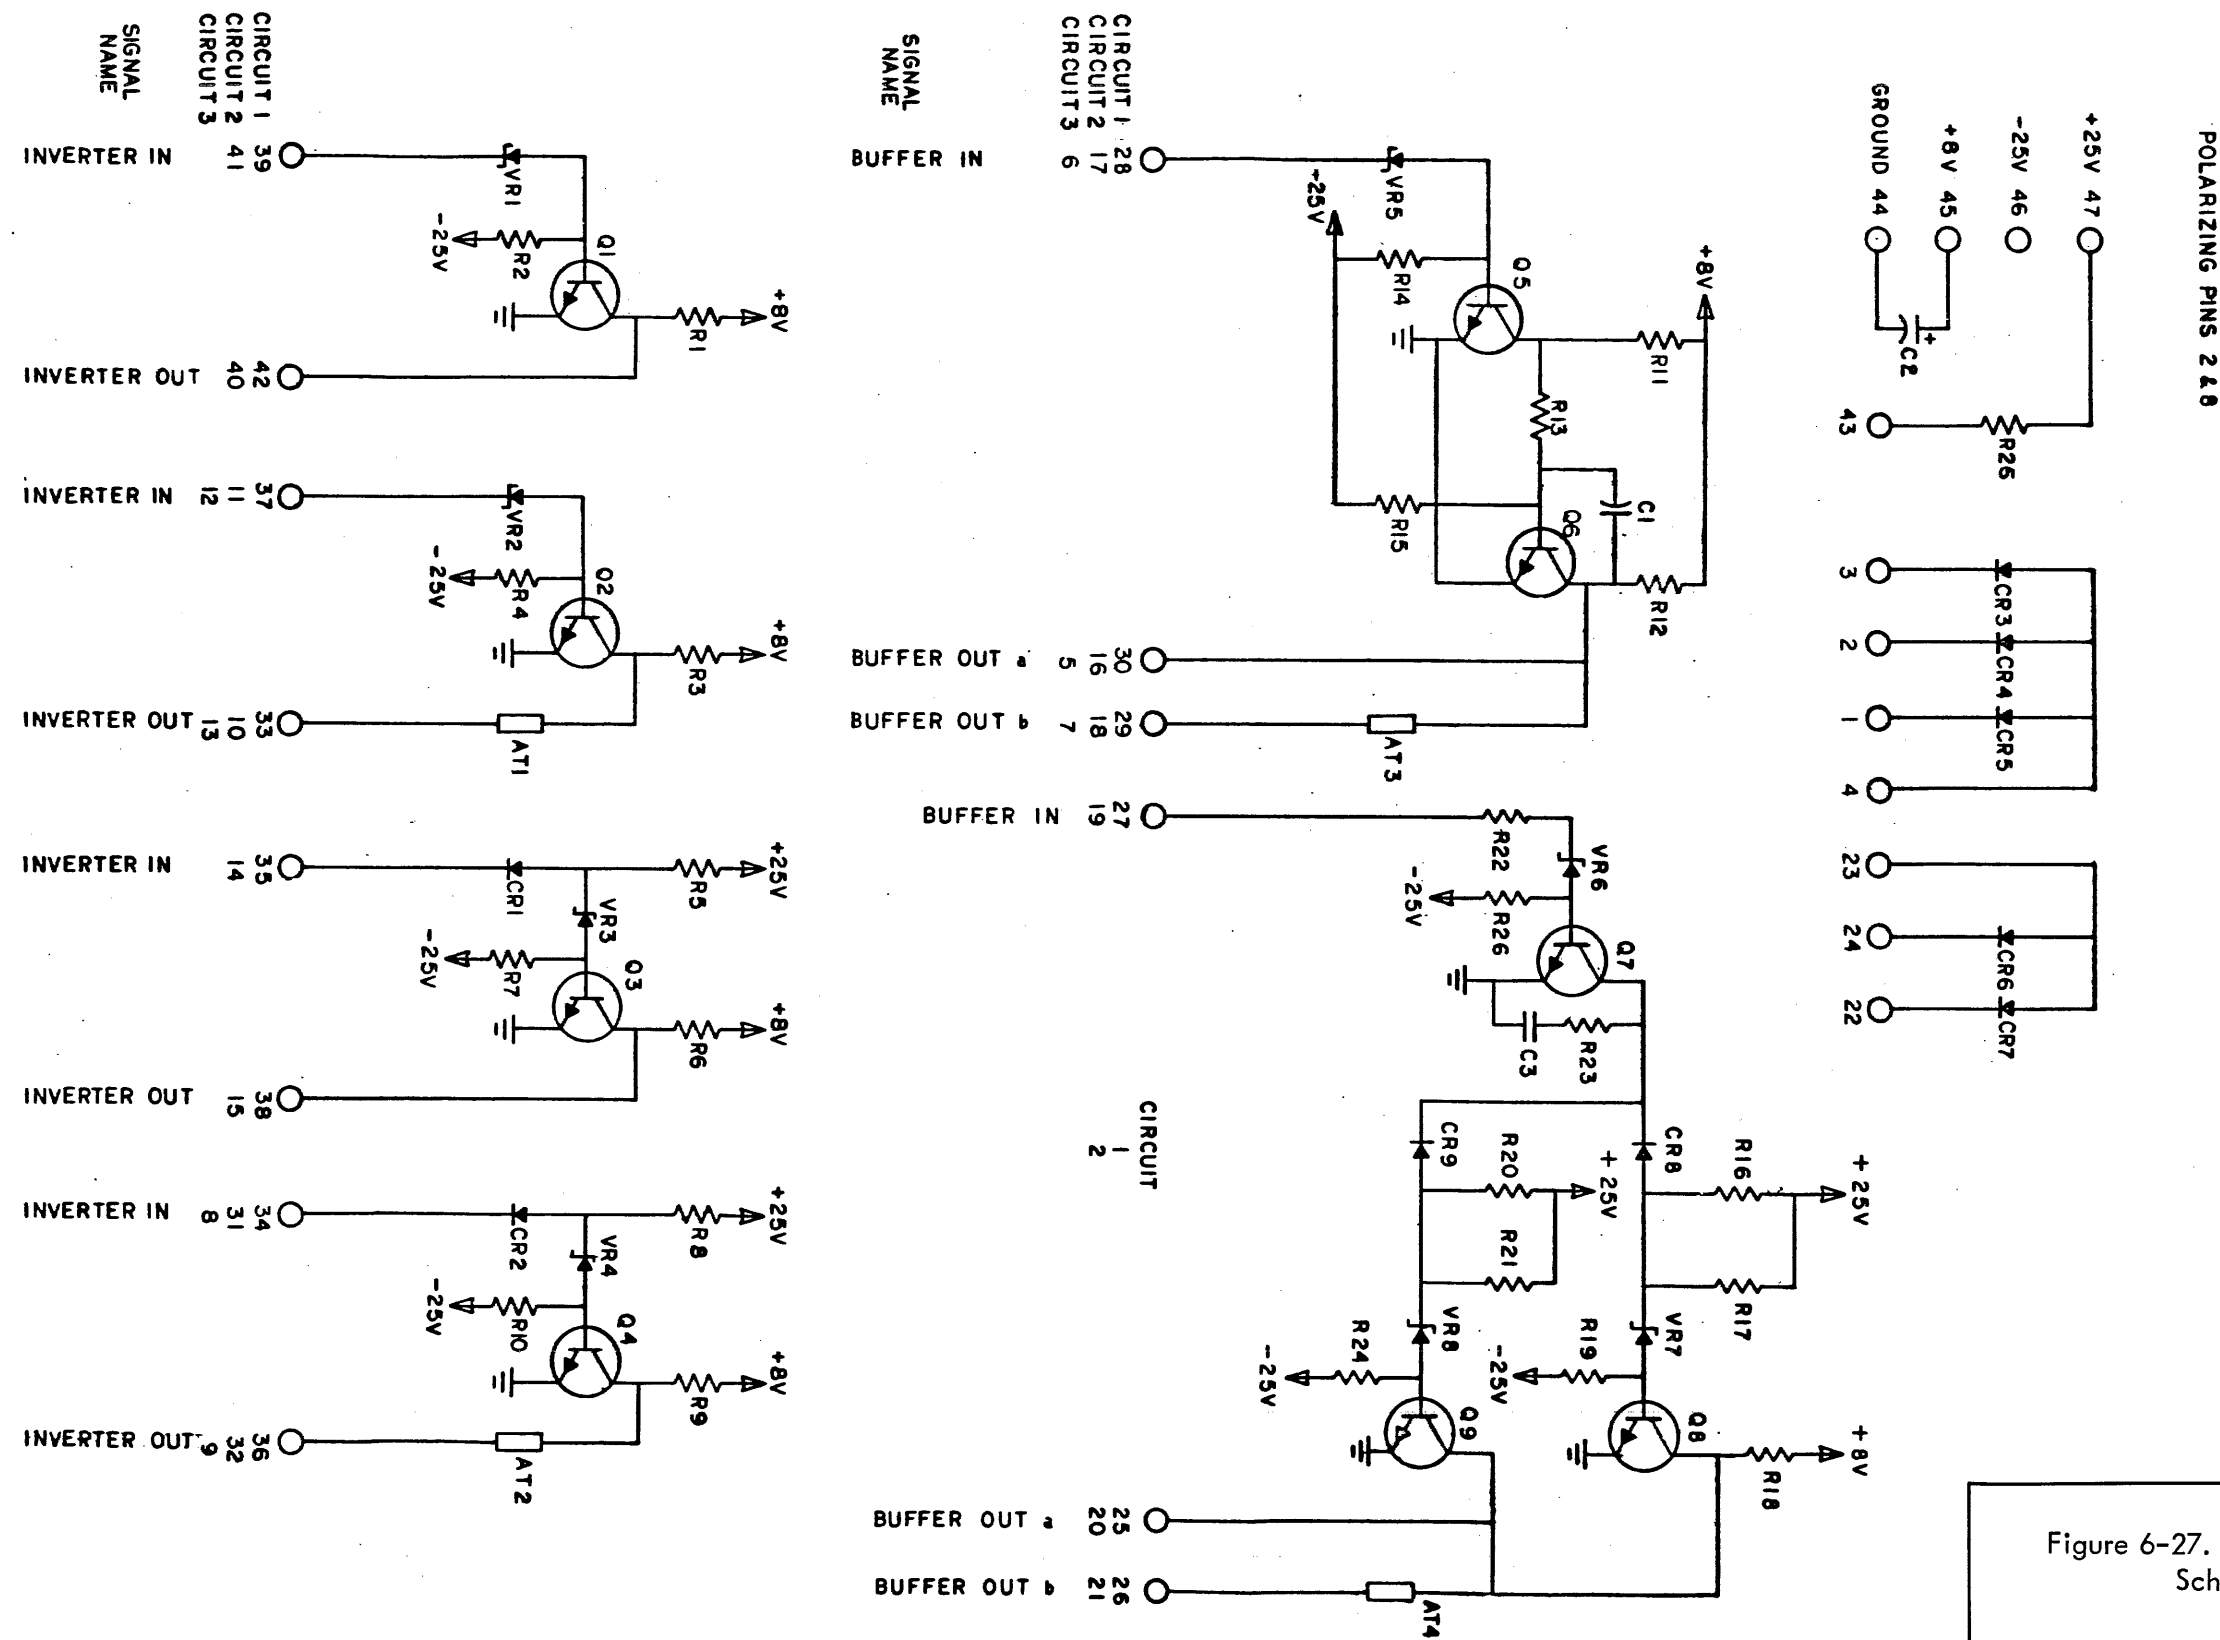 POLARIZING PINS 2 & 8
+25V 47
-25V 46
+8V 45
GROUND 44
C2
+
43
R25
3
CR3
2
CR4
1
CR5
4
23
24
CR6
22
CR7
SIGNAL
NAME
CIRCUIT 1
CIRCUIT 2
CIRCUIT 3
BUFFER IN 6 17 28
VR5
-25V
R14
Q5
+8V
R11
R13
C1
Q6
R15
R12
BUFFER OUT a 5 16 30
BUFFER OUT b 7 18 29
AT3
BUFFER IN 19 27
R22
VR6
-25V
R26
Q7
C3
R23
CIRCUIT
1
2
CR9
R20
+25V
CR8
R16
+25V
R21
R17
VR8
R24
-25V
R19
-25V
VR7
Q9
Q8
+8V
R18
BUFFER OUT a 20 25
BUFFER OUT b 21 26
AT4
SIGNAL
NAME
CIRCUIT 1
CIRCUIT 2
CIRCUIT 3
INVERTER IN 41 39
VR1
-25V
R2
Q1
+8V
R1
INVERTER OUT 40 42
INVERTER IN 12 11 37
VR2
-25V
R4
Q2
+8V
R3
INVERTER OUT 13 10 33
AT1
INVERTER IN 14 35
CR1
+25V
R5
VR3
-25V
R7
Q3
+8V
R6
INVERTER OUT 15 38
INVERTER IN 8 31 34
CR2
+25V
R8
VR4
-25V
R10
Q4
+8V
R9
INVERTER OUT 9 32 36
AT2
Figure 6-27.
Sch